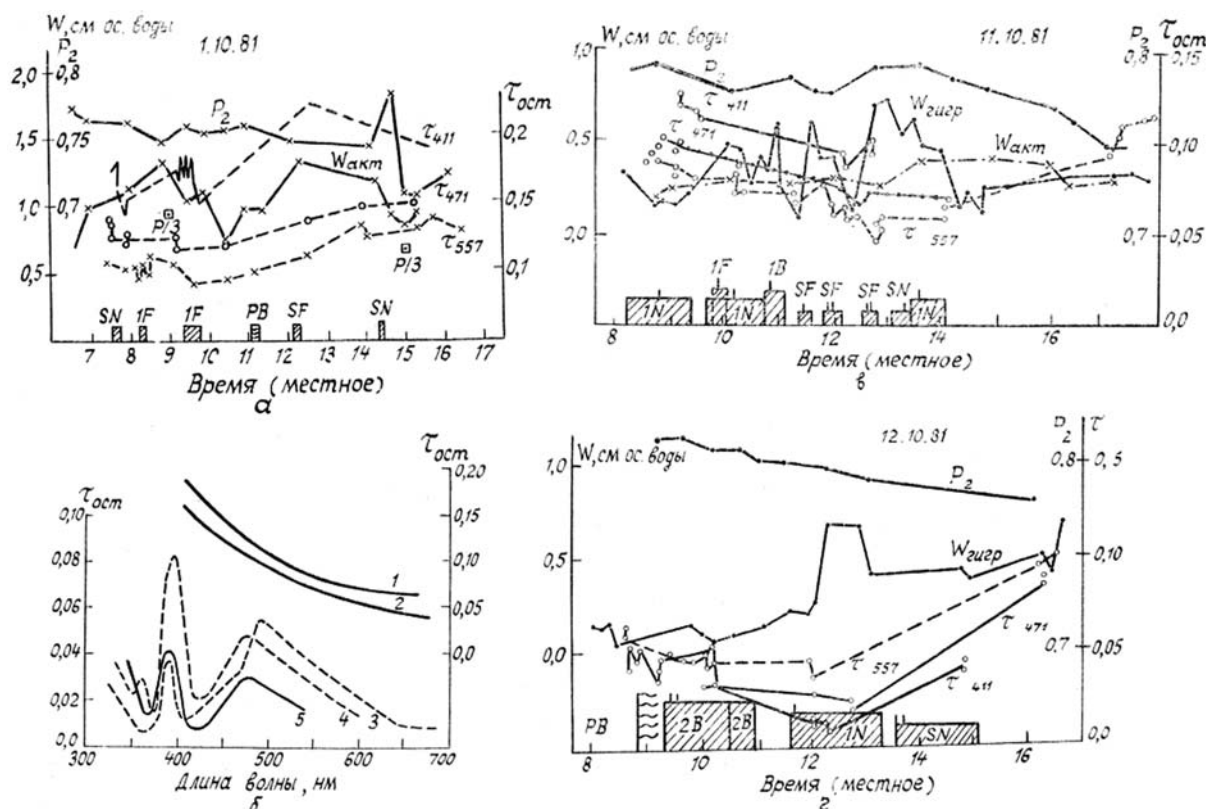 W, см ос. воды
1.10.81
P₂
0,8
2,0
τост
P₂
τ₄₁₁
0,2
1,5
0,75
Wакт
τ₄₇₁
0,15
1
1,0
0,7
P/3
τ₅₅₇
P/3
0,1
0,5
SN
1F
1F
PB
SF
SN
7 8 9 10 11 12 13 14 15 16 17
Время (местное)
а
W, см ос. воды
11.10.81
P₂
τост
1,0
0,8
0,15
P₂
τ₄₁₁
Wгигр
τ₄₇₁
0,5
Wакт
0,10
0,0
τ₅₅₇
0,7
0,05
1F
1B
SF
SF
SF
SN
1N
1N
1N
0,0
8 10 12 14 16
Время (местное)
в
τост
0,20
τост
0,10
0,15
0,10
0,08
1
0,05
0,06
2
0,0
0,04
0,02
5
4
3
0,0
300 400 500 600 700
Длина волны, нм
б
12.10.81
P₂
τ
W, см ос. воды
1,0
0,8
0,5
P₂
0,5
Wгигр
0,10
0,0
τ₄₇₁
0,7
τ₅₅₇
0,05
τ₄₁₁
PB
2B
2B
1N
SN
0,0
8 10 12 14 16
Время (местное)
г